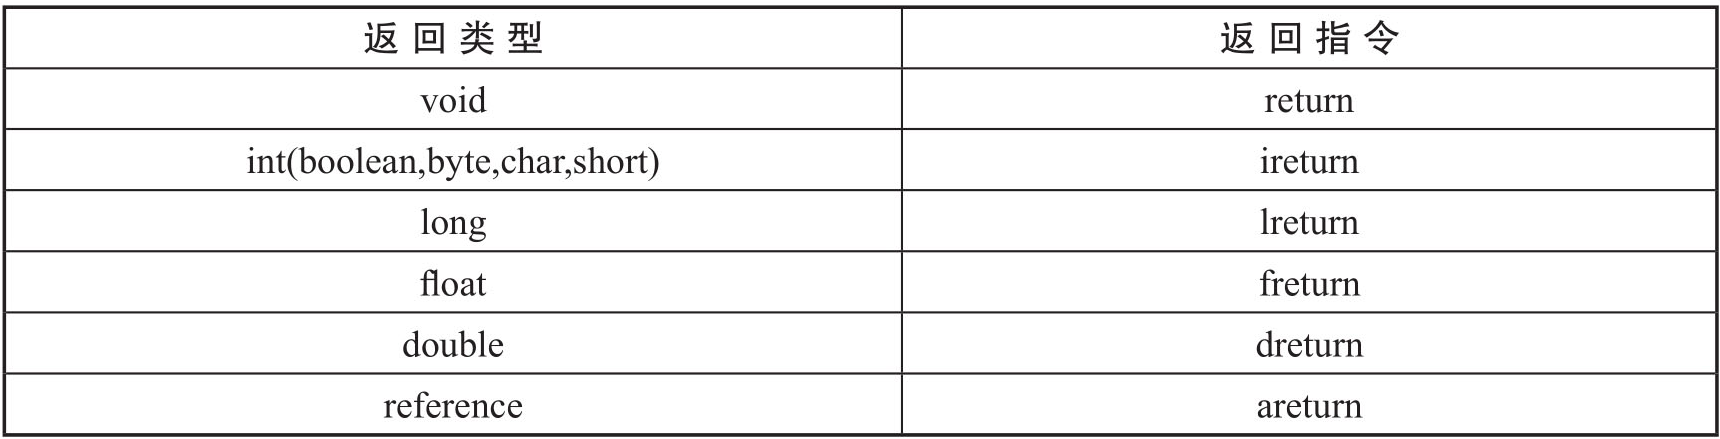 返回类型 返回指令
void return
int(boolean,byte,char,short) ireturn
long lreturn
float freturn
double dreturn
reference areturn